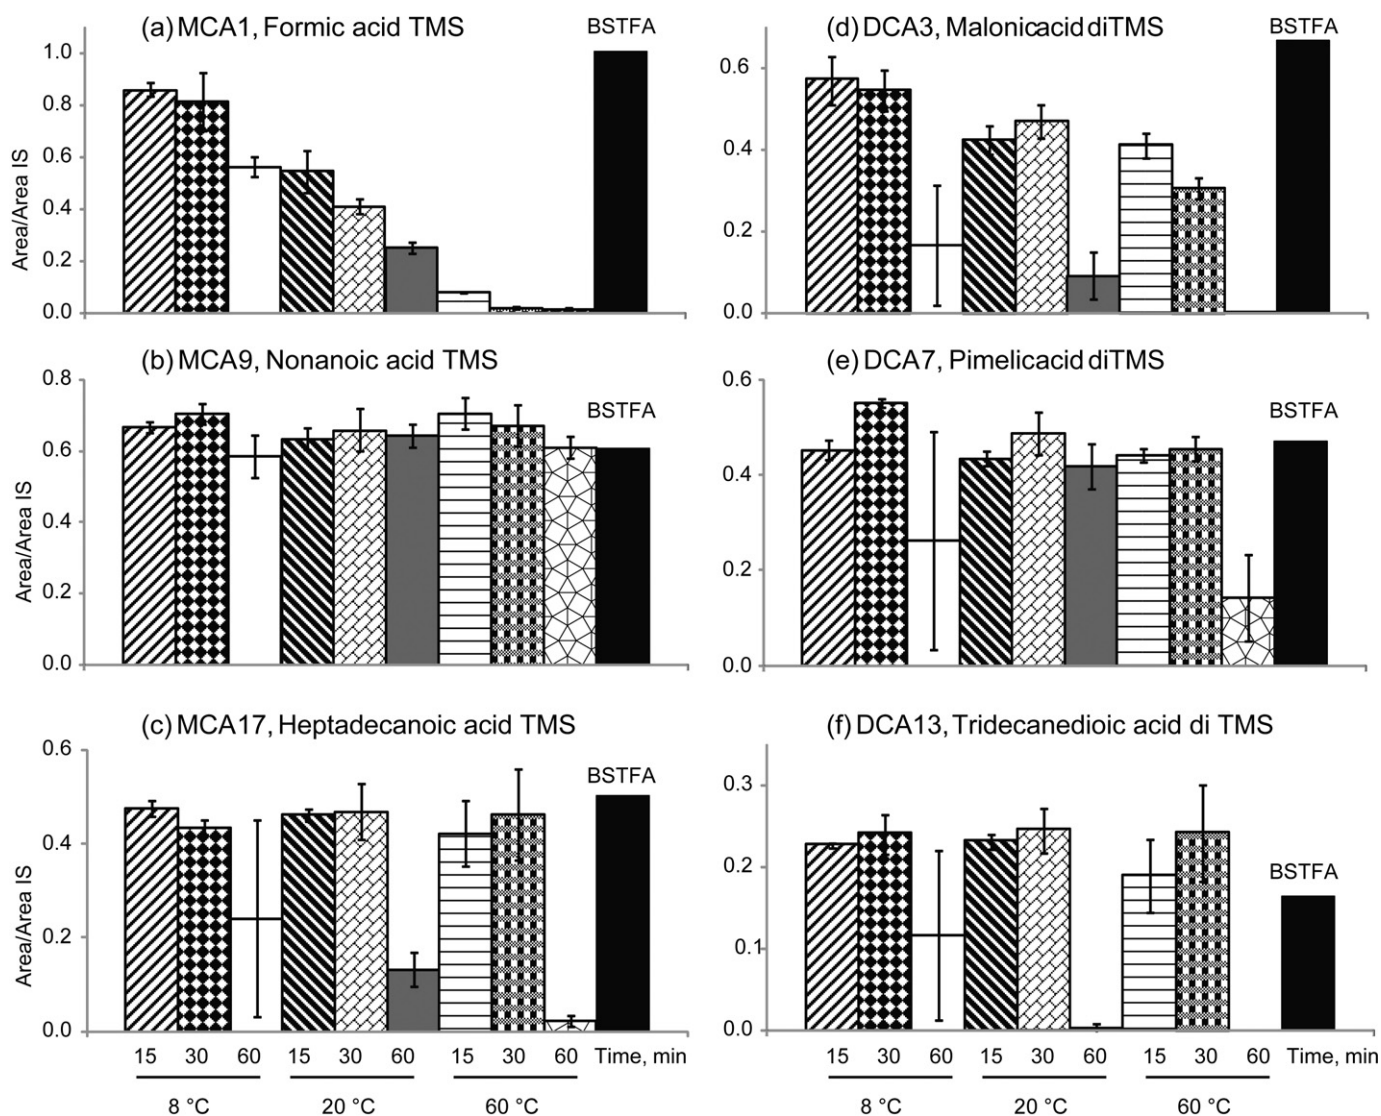 (a) MCA1, Formic acid TMS
BSTFA
1.0
0.8
0.6
0.4
0.2
0.0
Area/Area IS
(d) DCA3, Malonicacid diTMS
BSTFA
0.6
0.4
0.2
0.0
(b) MCA9, Nonanoic acid TMS
BSTFA
0.8
0.6
0.4
0.2
0.0
Area/Area IS
(e) DCA7, Pimelicacid diTMS
BSTFA
0.6
0.4
0.2
0.0
(c) MCA17, Heptadecanoic acid TMS
BSTFA
0.6
0.4
0.2
0.0
Area/Area IS
15 30 60 15 30 60 15 30 60 Time, min
8 °C 20 °C 60 °C
(f) DCA13, Tridecanedioic acid di TMS
BSTFA
0.3
0.2
0.1
0.0
15 30 60 15 30 60 15 30 60 Time, min
8 °C 20 °C 60 °C